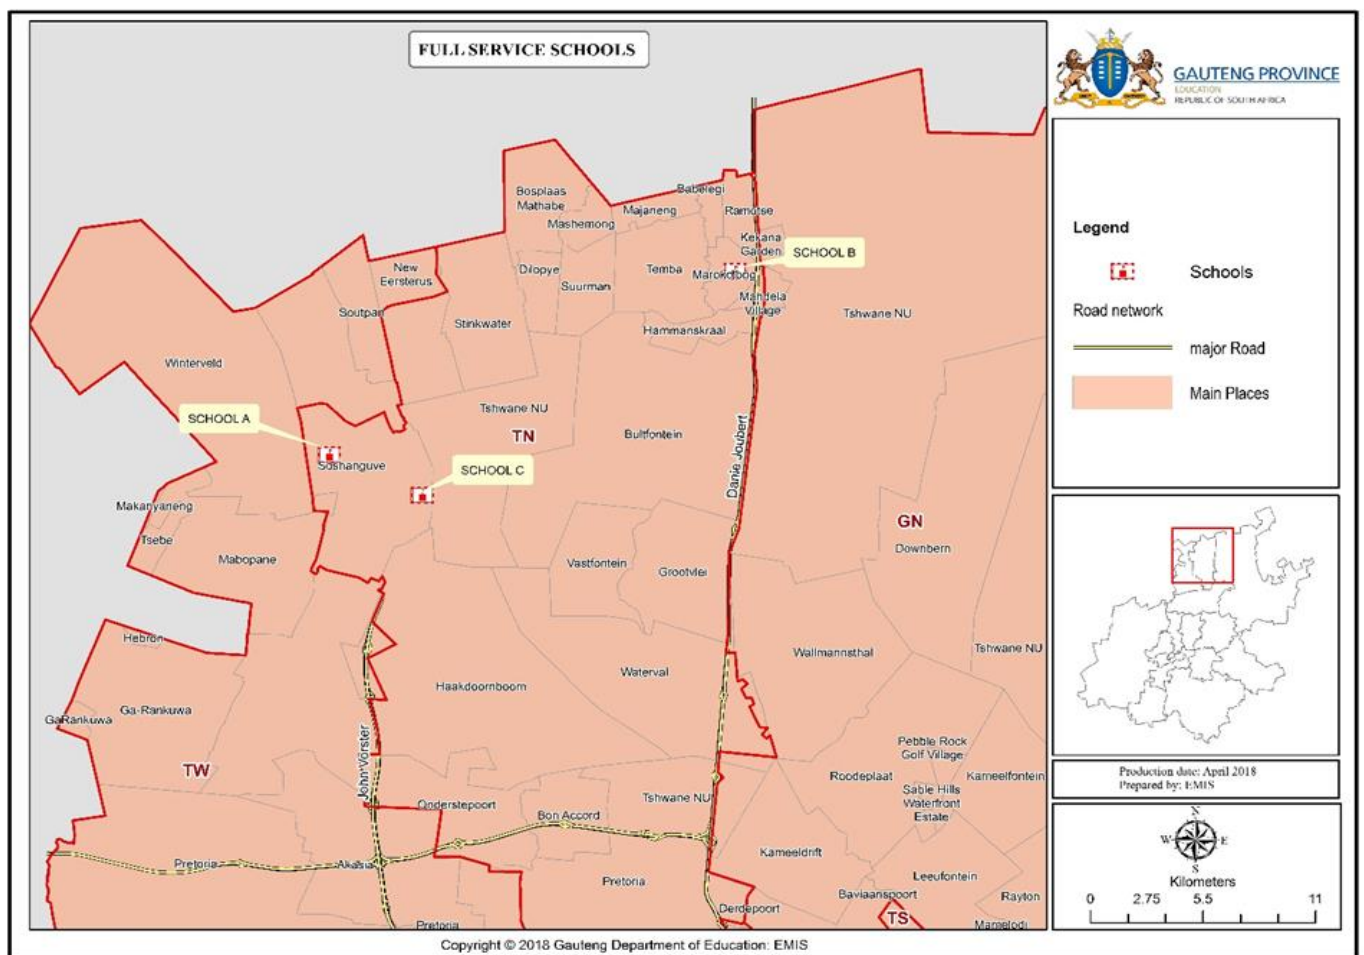 FULL SERVICE SCHOOLS
GAUTENG PROVINCE
EDUCATION
REPUBLIC OF SOUTH AFRICA
Bosplaas
Mathabe
Babelegi
Mashemong
Majaneng
Ramotse
Kekana
Garden
SCHOOL B
New
Eersterus
Dilopye
Suurman
Temba
Mandela
Village
Soutpan
Stinkwater
Hammanskraal
Tshwane NU
Winterveld
SCHOOL A
Tshwane NU
TN
Bultfontein
Danie Joubert
Soshanguve
SCHOOL C
Makanyaneng
Tsebe
Mabopane
Vastfontein
Grootvlei
GN
Downbern
Hebron
Wallmannsthal
Tshwane NU
Waterval
Haakdoornboom
GaRankuwa
Ga-Rankuwa
John Vorster
TW
Pebble Rock
Golf Village
Roodeplaat
Kameelfontein
Sable Hills
Waterfront
Estate
Onderstepoort
Bon Accord
Tshwane NU
Pretoria
Akasia
Kameeldrift
Pretoria
Leeufontein
Baviaanspoort
Rayton
Derdepoort
TS
Pretoria
Mamelodi
Legend
Schools
Road network
major Road
Main Places
Production date: April 2018
Prepared by: EMIS
N
W
E
S
Kilometers
0 2.75 5.5 11
Copyright © 2018 Gauteng Department of Education: EMIS